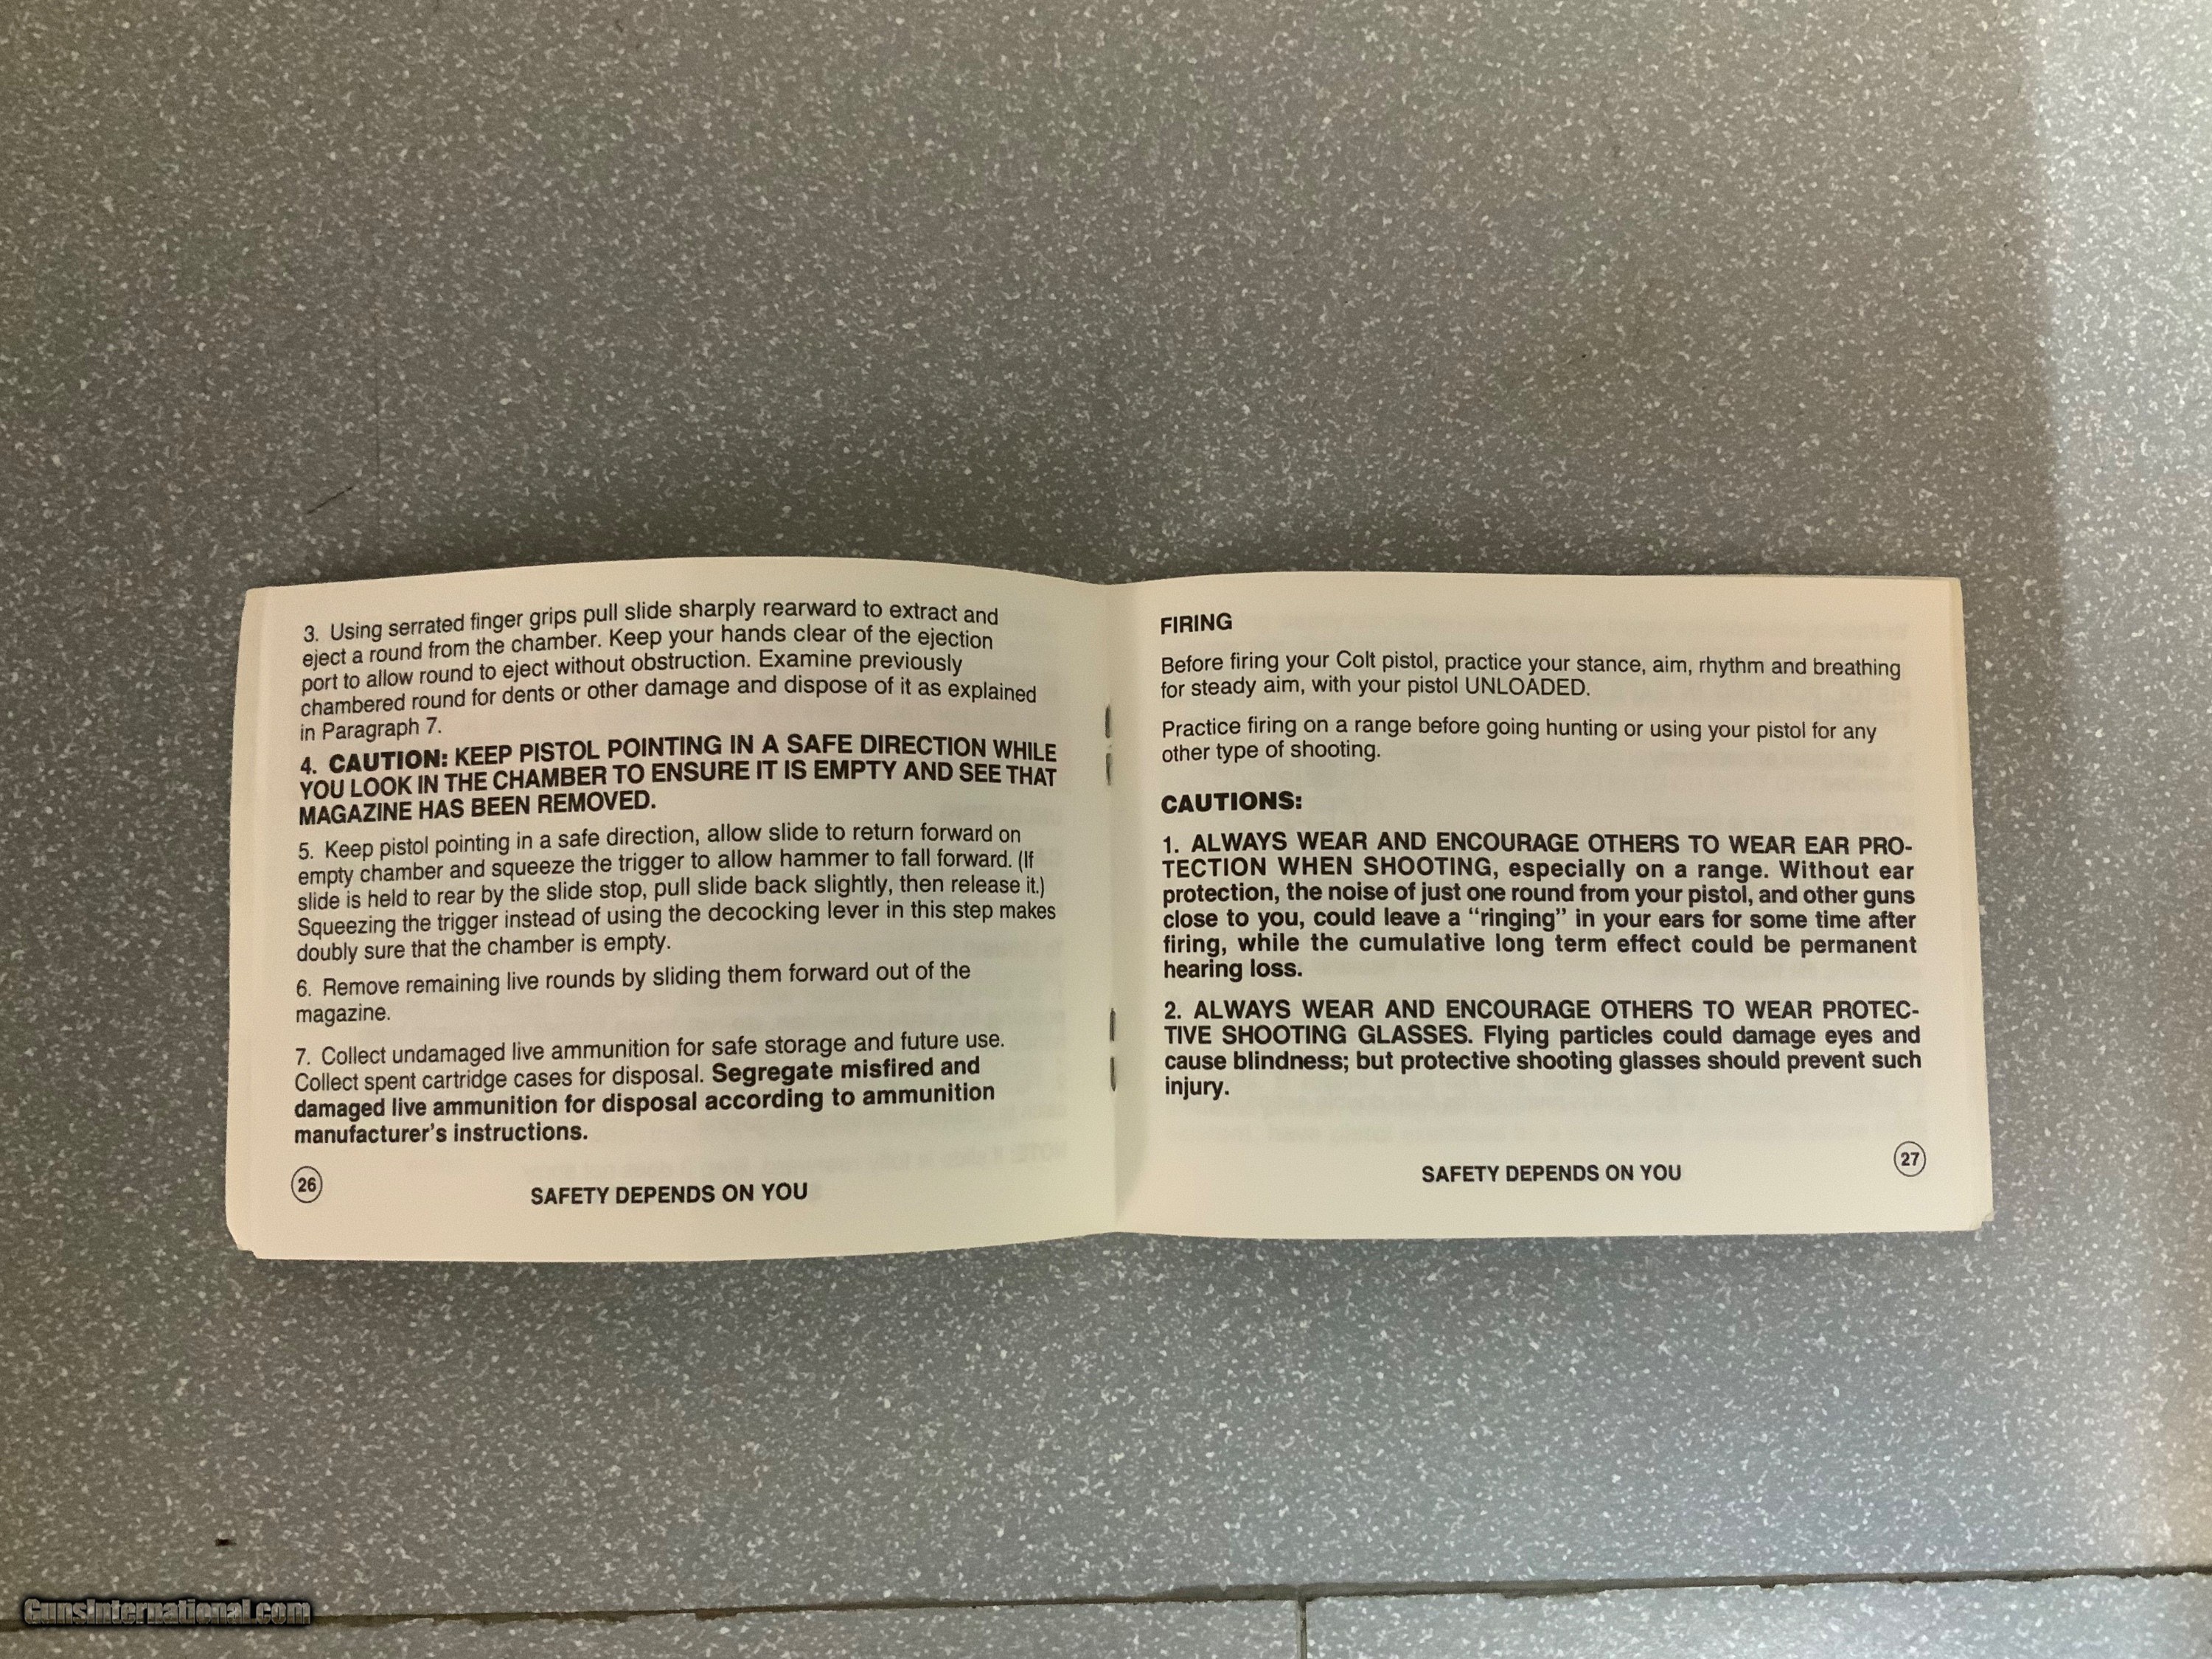 3. Using serrated finger grips pull slide sharply rearward to extract and
eject a round from the chamber. Keep your hands clear of the ejection
port to allow round to eject without obstruction. Examine previously
chambered round for dents or other damage and dispose of it as explained
in Paragraph 7.
4. CAUTION: KEEP PISTOL POINTING IN A SAFE DIRECTION WHILE
YOU LOOK IN THE CHAMBER TO ENSURE IT IS EMPTY AND SEE THAT
MAGAZINE HAS BEEN REMOVED.
5. Keep pistol pointing in a safe direction, allow slide to return forward on
empty chamber and squeeze the trigger to allow hammer to fall forward. (If
slide is held to rear by the slide stop, pull slide back slightly, then release it.)
Squeezing the trigger instead of using the decocking lever in this step makes
doubly sure that the chamber is empty.
6. Remove remaining live rounds by sliding them forward out of the
magazine.
7. Collect undamaged live ammunition for safe storage and future use.
Collect spent cartridge cases for disposal. Segregate misfired and
damaged live ammunition for disposal according to ammunition
manufacturer's instructions.
26
SAFETY DEPENDS ON YOU
FIRING
Before firing your Colt pistol, practice your stance, aim, rhythm and breathing
for steady aim, with your pistol UNLOADED.
Practice firing on a range before going hunting or using your pistol for any
other type of shooting.
CAUTIONS:
1. ALWAYS WEAR AND ENCOURAGE OTHERS TO WEAR EAR PRO-
TECTION WHEN SHOOTING, especially on a range. Without ear
protection, the noise of just one round from your pistol, and other guns
close to you, could leave a "ringing" in your ears for some time after
firing, while the cumulative long term effect could be permanent
hearing loss.
2. ALWAYS WEAR AND ENCOURAGE OTHERS TO WEAR PROTEC-
TIVE SHOOTING GLASSES. Flying particles could damage eyes and
cause blindness; but protective shooting glasses should prevent such
injury.
SAFETY DEPENDS ON YOU
27
GunsInternational.com